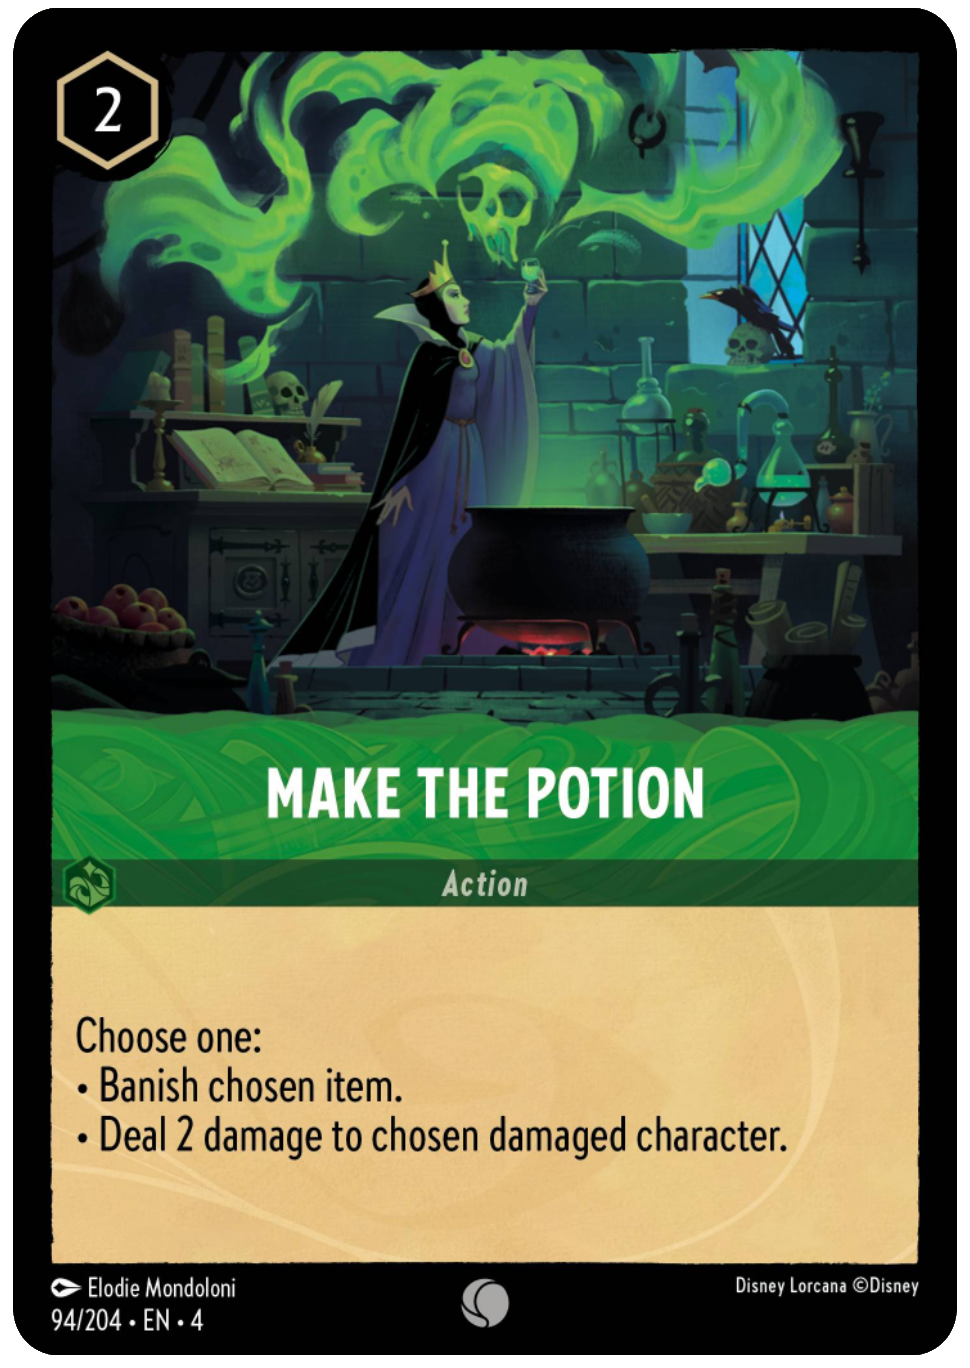 2
MAKE THE POTION
Action
Choose one:
• Banish chosen item.
• Deal 2 damage to chosen damaged character.
Elodie Mondoloni
94/204 • EN • 4
Disney Lorcana ©Disney